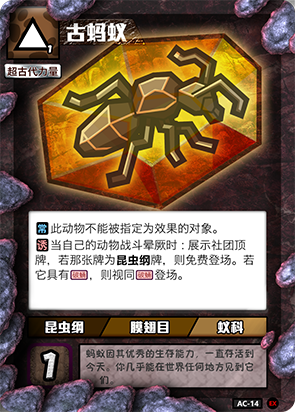 1
古蚂蚁
超古代力量
常 此动物不能被指定为效果的对象。
诱 当自己的动物战斗晕厥时：展示社团顶
牌，若那张牌为昆虫纲牌，则免费登场。若
它具有破蛹，则视同破蛹登场。
昆虫纲 膜翅目 蚁科
1
蚂蚁因其优秀的生存能力，一直存活到
今天。你几乎能在世界任何地方见到它
们。
AC-14 EX